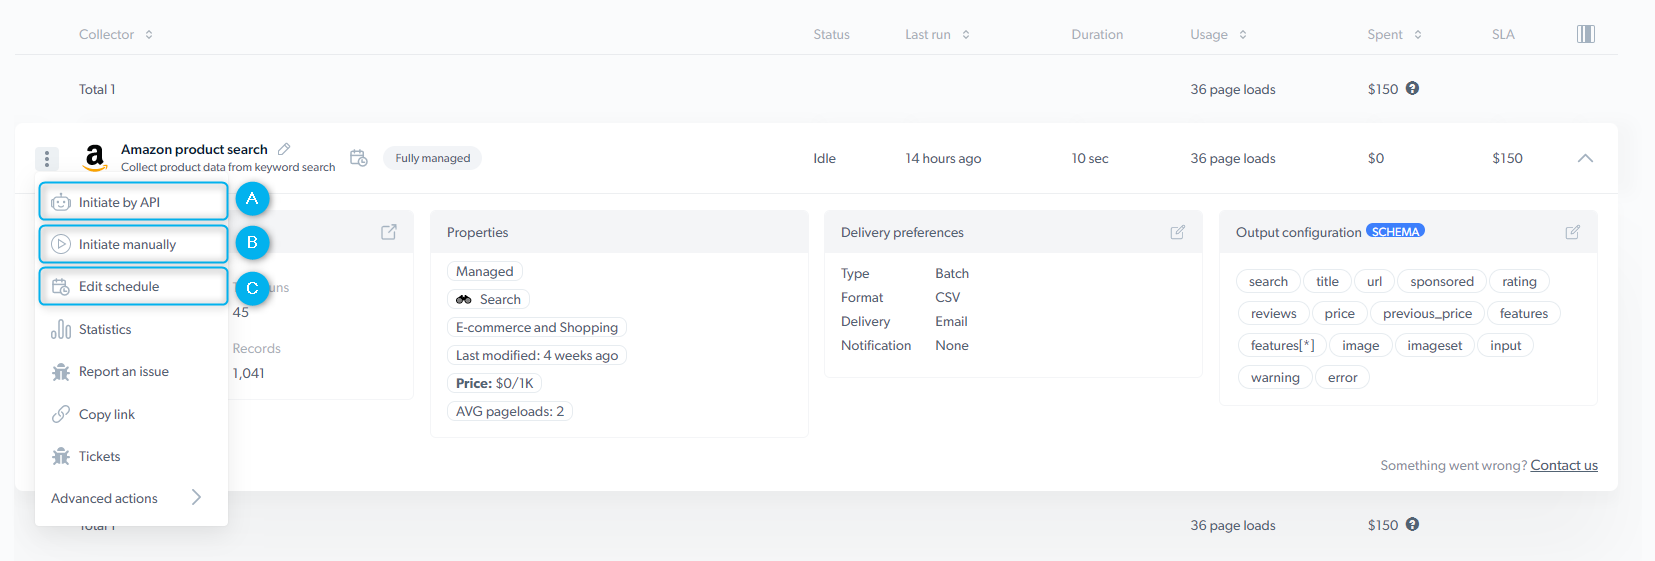 Collector Status Last run Duration Usage Spent SLA
Total 1 36 page loads $150 ?
Amazon product search
Collect product data from keyword search
Fully managed Idle 14 hours ago 10 sec 36 page loads $0 $150
Initiate by API A
Initiate manually B
Edit schedule C
Statistics
Report an issue
Copy link
Tickets
Advanced actions
uns
45
Records
1,041
Properties
Managed
Search
E-commerce and Shopping
Last modified: 4 weeks ago
Price: $0/1K
AVG pageloads: 2
Delivery preferences
Type Batch
Format CSV
Delivery Email
Notification None
Output configuration SCHEMA
search title url sponsored rating
reviews price previous_price features
features[*] image imageset input
warning error
Something went wrong? Contact us
Total 1 36 page loads $150 ?